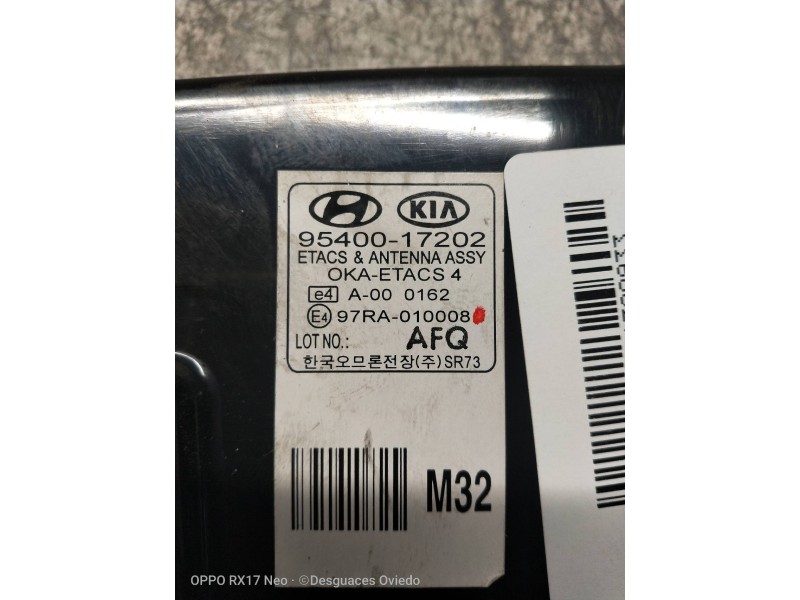 KIA
95400-17202
ETACS & ANTENNA ASSY
OKA-ETACS 4
e4 A-00 0162
E4 97RA-010008
LOT NO.: AFQ
한국오므론전장(주) SR73
M32
OPPO RX17 Neo · ©Desguaces Oviedo